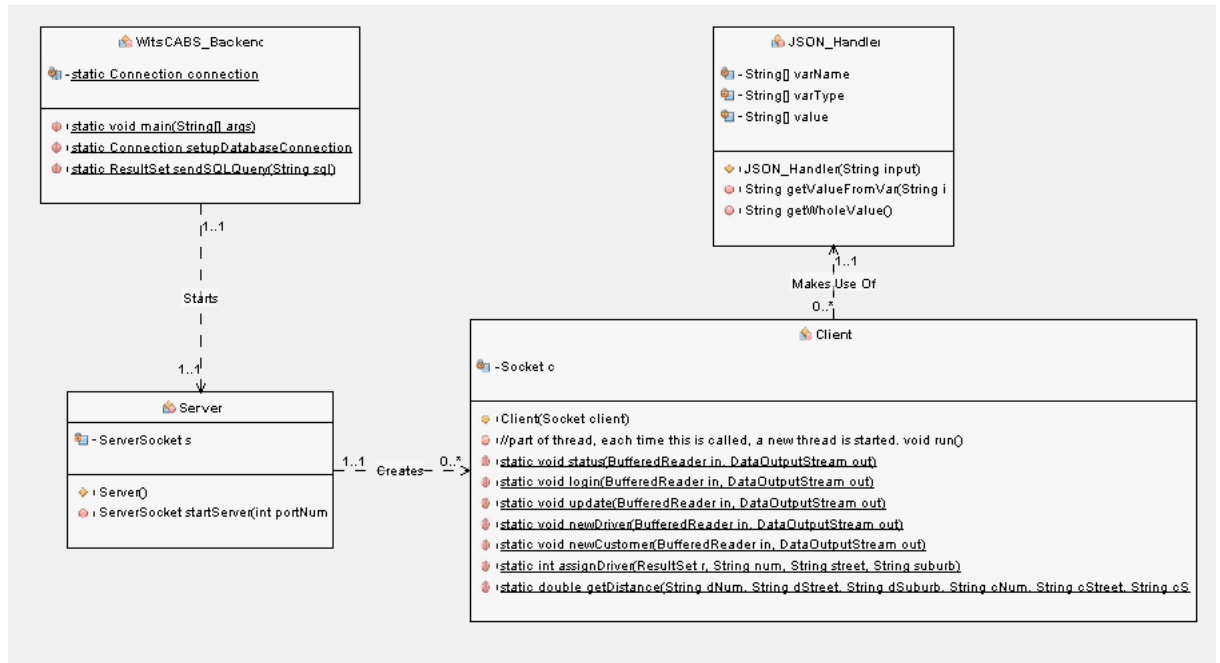 WitsCABS_Backend
- static Connection connection
static void main(String[] args)
static Connection setupDatabaseConnection
static ResultSet sendSQLQuery(String sql)
1..1
Starts
1..1
Server
- ServerSocket s
Server()
ServerSocket startServer(int portNum
1..1 Creates 0..*
JSON_Handler
- String[] varName
- String[] varType
- String[] value
JSON_Handler(String input)
String getValueFromVar(String i
String getWholeValue()
1..1
Makes Use Of
0..*
Client
- Socket c
Client(Socket client)
//part of thread, each time this is called, a new thread is started. void run()
static void status(BufferedReader in, DataOutputStream out)
static void login(BufferedReader in, DataOutputStream out)
static void update(BufferedReader in, DataOutputStream out)
static void newDriver(BufferedReader in, DataOutputStream out)
static void newCustomer(BufferedReader in, DataOutputStream out)
static int assignDriver(ResultSet r, String num, String street, String suburb)
static double getDistance(String dNum, String dStreet, String dSuburb, String cNum, String cStreet, String cS